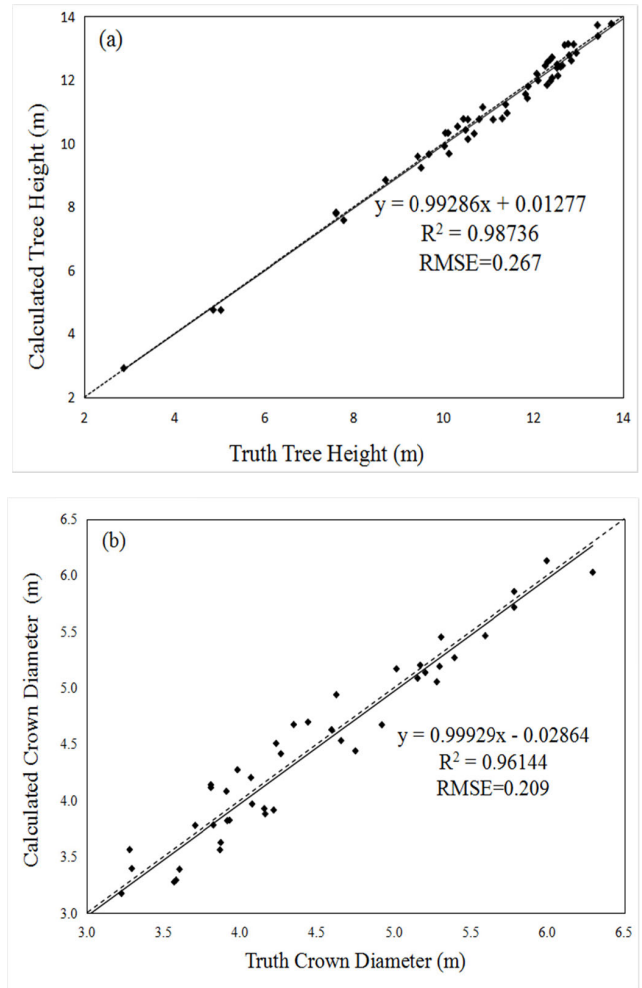 (a)
14
12
10
8
6
4
2
Calculated Tree Height (m)
y = 0.99286x + 0.01277
R² = 0.98736
RMSE=0.267
2 4 6 8 10 12 14
Truth Tree Height (m)
(b)
6.5
6.0
5.5
5.0
4.5
4.0
3.5
3.0
Calculated Crown Diameter (m)
y = 0.99929x - 0.02864
R² = 0.96144
RMSE=0.209
3.0 3.5 4.0 4.5 5.0 5.5 6.0 6.5
Truth Crown Diameter (m)